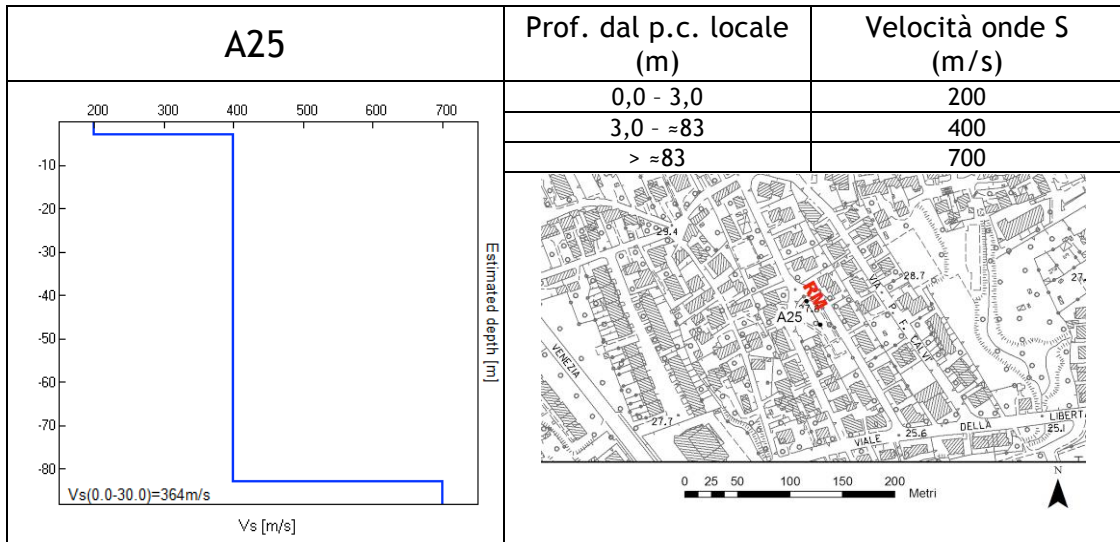 A25
Prof. dal p.c. locale
(m)
Velocità onde S
(m/s)
0,0 - 3,0
200
3,0 - ≈83
400
> ≈83
700
200 300 400 500 600 700
-10
-20
-30
-40
-50
-60
-70
-80
Estimated depth [m]
Vs(0.0-30.0)=364m/s
Vs [m/s]
29.4
28.7
27.
RM
A25
VIA P. F. CALVI
VENEZIA
27.7
VIALE
25.6
DELLA
LIBERTÀ
25.1
0 25 50 100 150 200
Metri
N